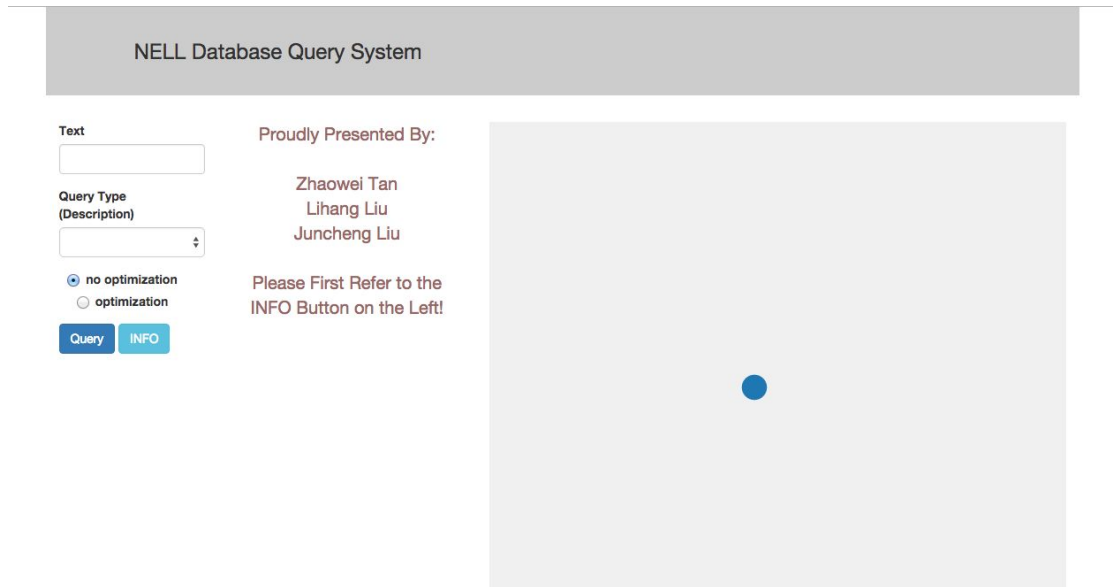 NELL Database Query System
Text
Query Type
(Description)
no optimization
optimization
Query INFO
Proudly Presented By:
Zhaowei Tan
Lihang Liu
Juncheng Liu
Please First Refer to the
INFO Button on the Left!